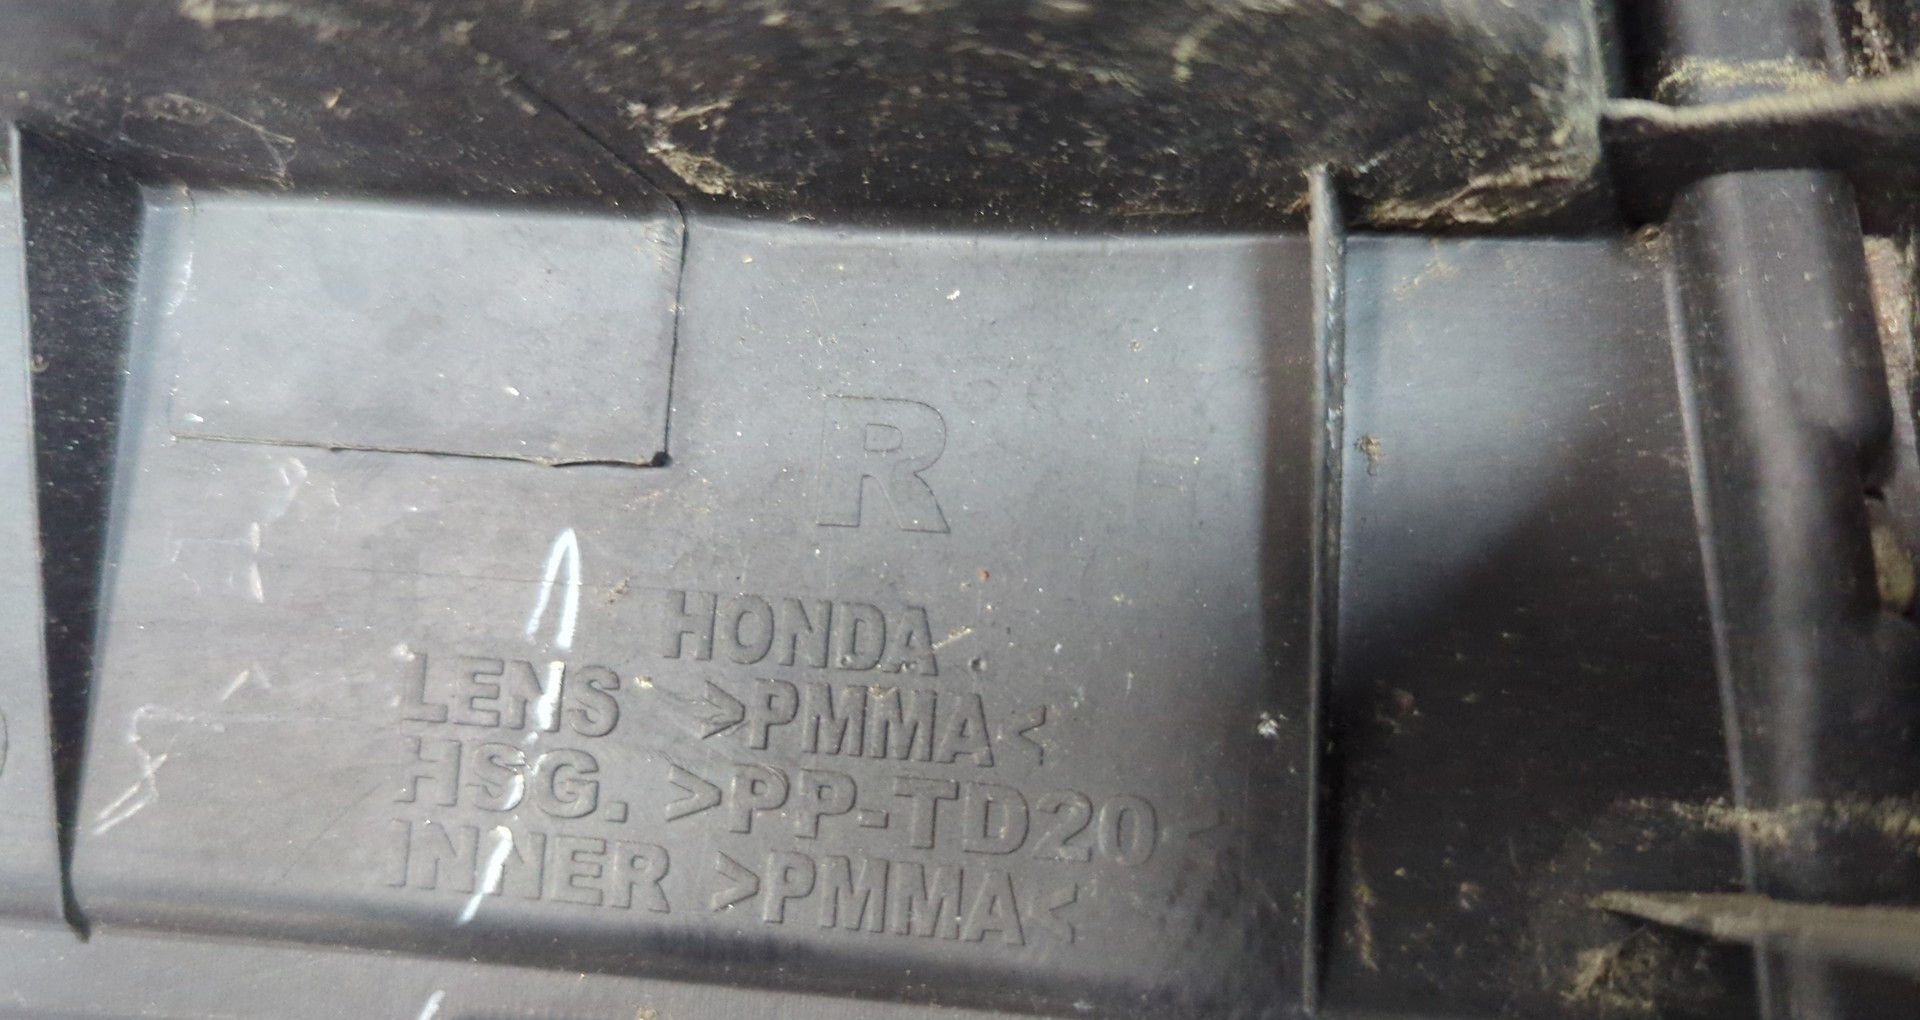 R
HONDA
LENS >PMMA<
HSG. >PP-TD20<
INNER >PMMA<